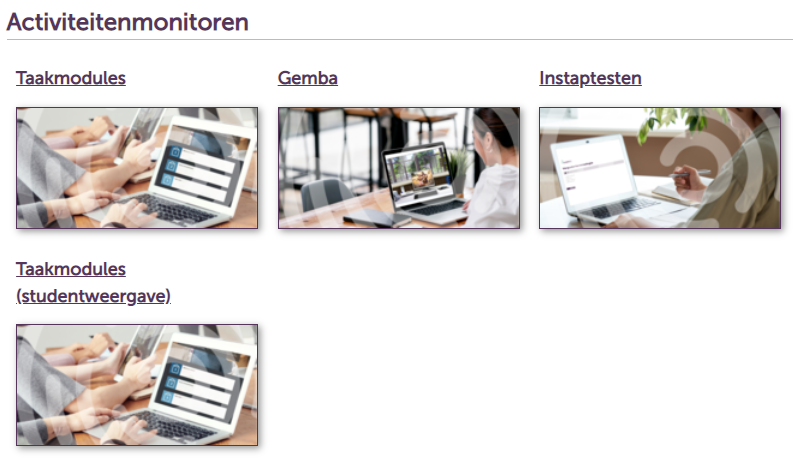 Activiteitenmonitoren
Taakmodules
Gemba
Instaptesten
Taakmodules
(studentweergave)